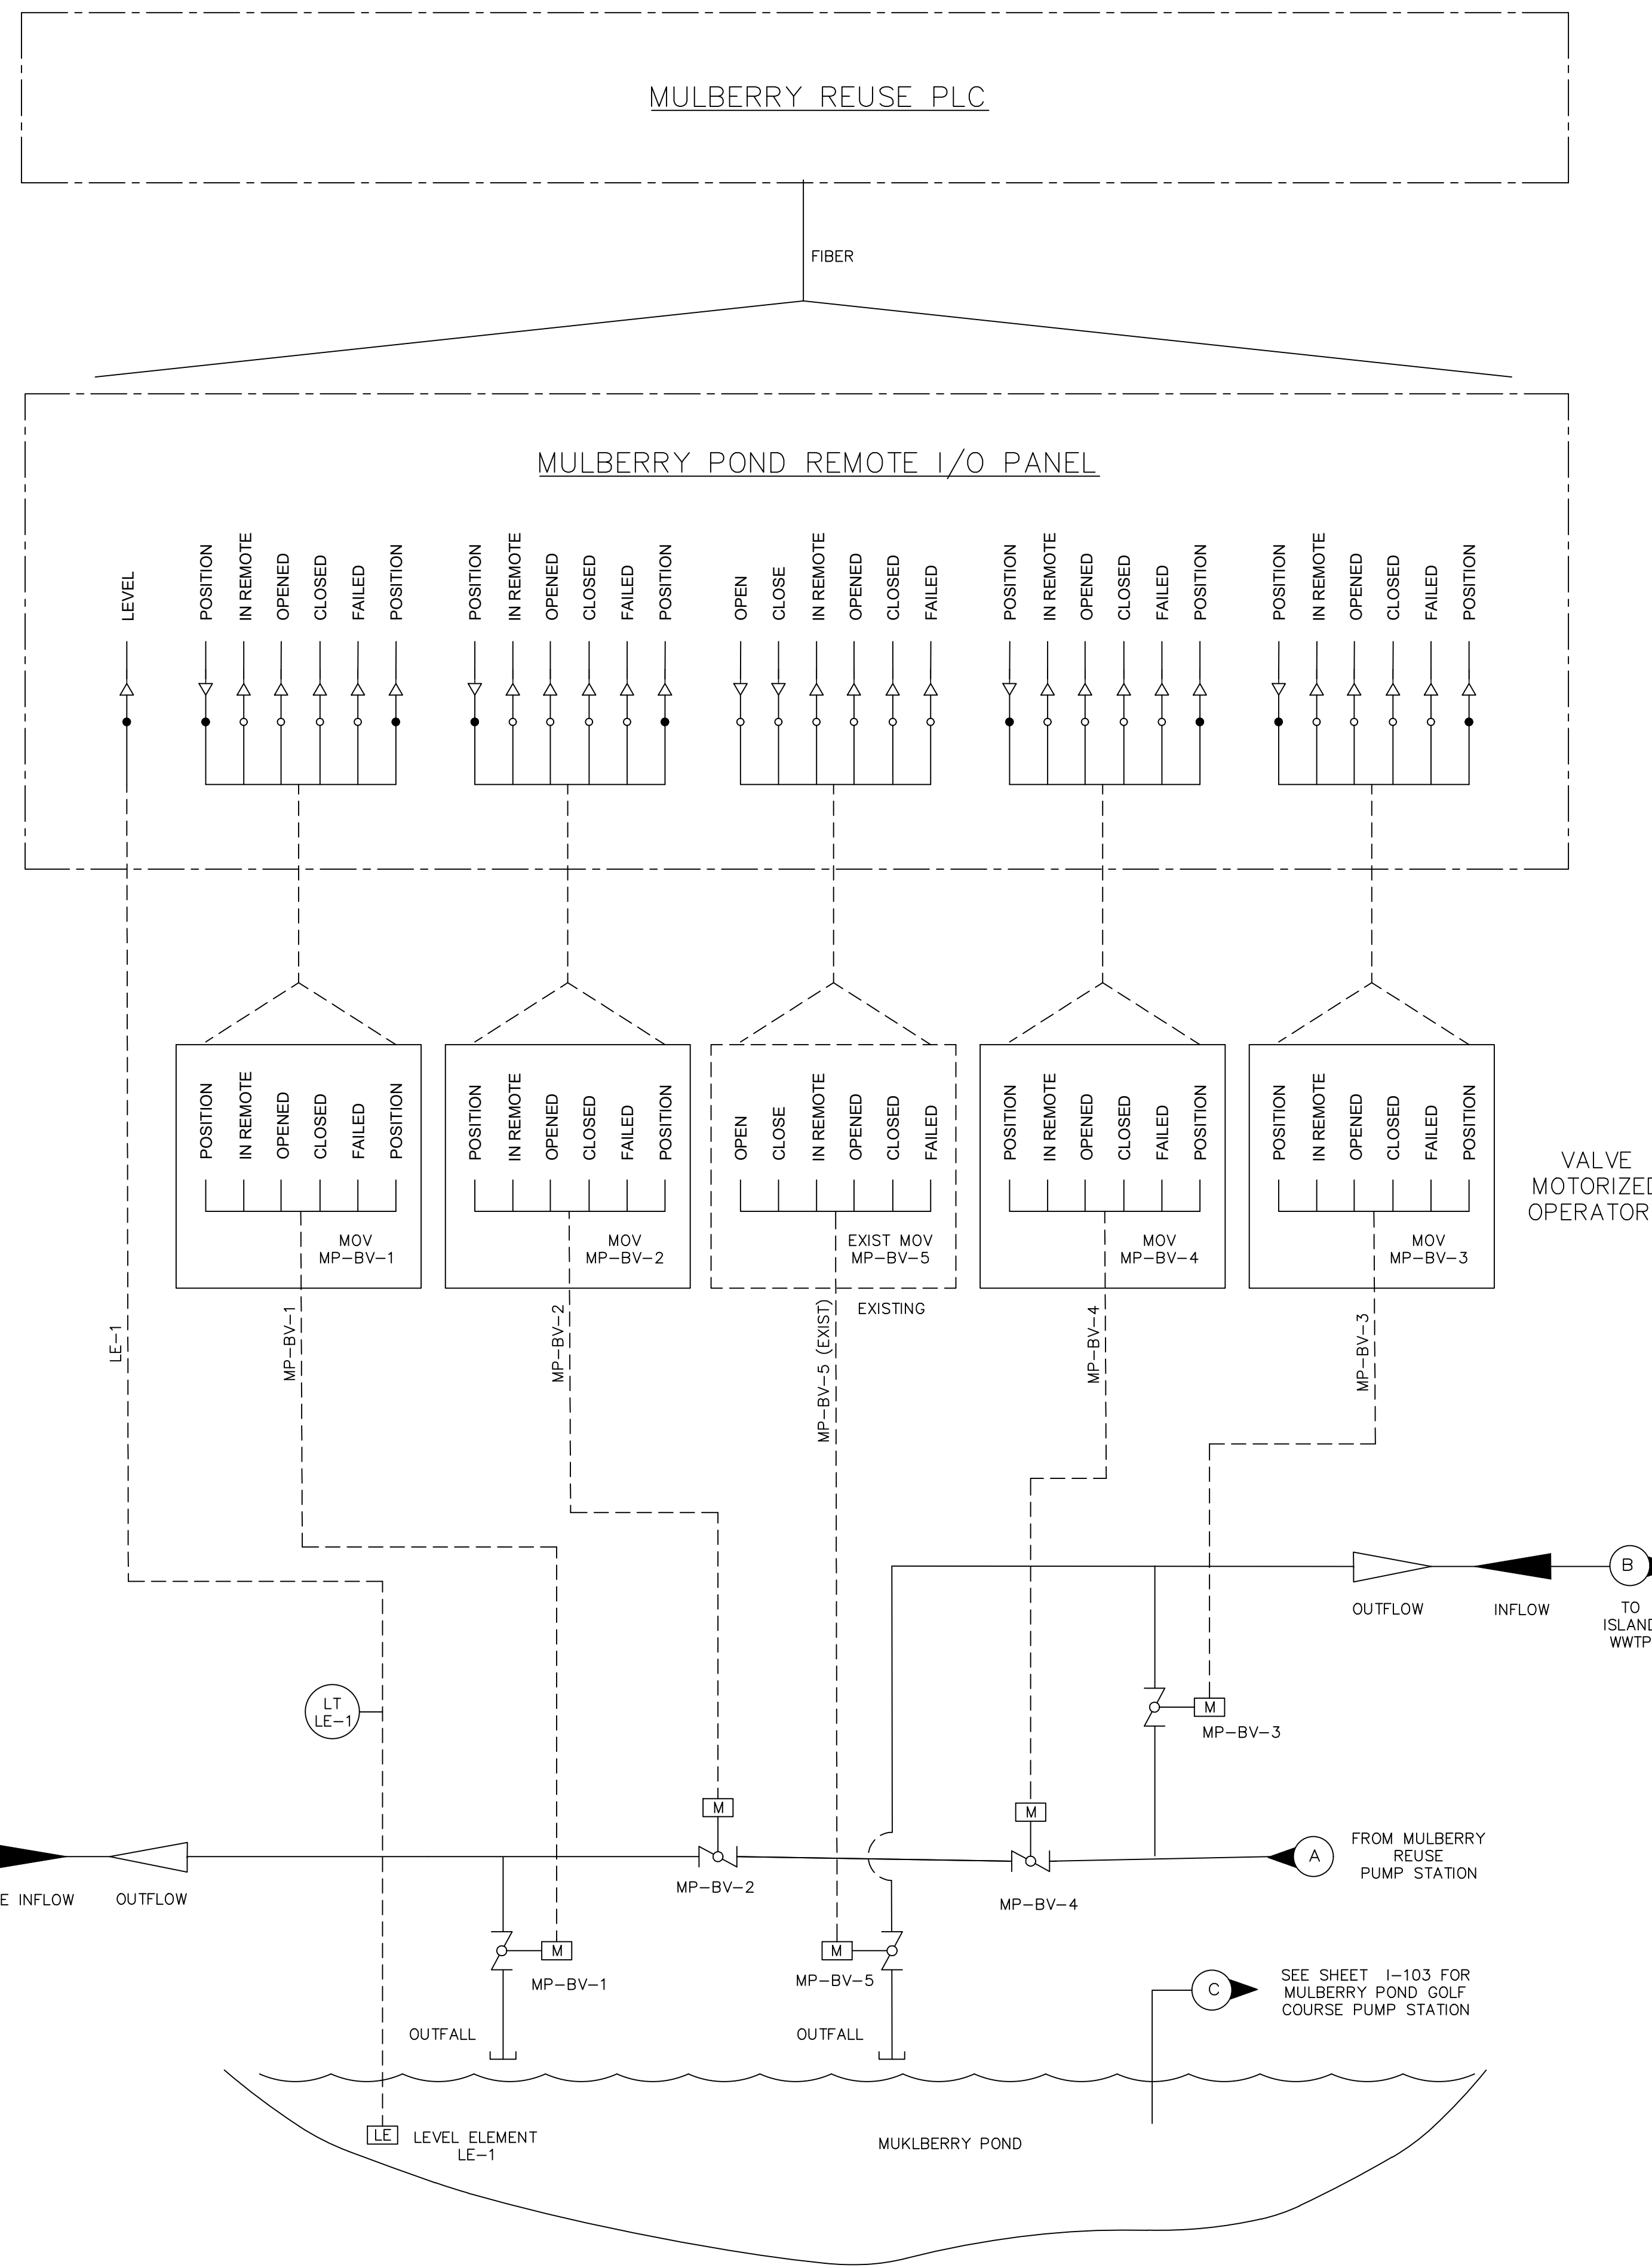 MULBERRY REUSE PLC
FIBER
MULBERRY POND REMOTE I/O PANEL
LEVEL
POSITION
IN REMOTE
OPENED
CLOSED
FAILED
POSITION
POSITION
IN REMOTE
OPENED
CLOSED
FAILED
POSITION
OPEN
CLOSE
IN REMOTE
OPENED
CLOSED
FAILED
POSITION
IN REMOTE
OPENED
CLOSED
FAILED
POSITION
POSITION
IN REMOTE
OPENED
CLOSED
FAILED
POSITION
POSITION
IN REMOTE
OPENED
CLOSED
FAILED
POSITION
MOV
MP-BV-1
POSITION
IN REMOTE
OPENED
CLOSED
FAILED
POSITION
MOV
MP-BV-2
OPEN
CLOSE
IN REMOTE
OPENED
CLOSED
FAILED
EXIST MOV
MP-BV-5
EXISTING
POSITION
IN REMOTE
OPENED
CLOSED
FAILED
POSITION
MOV
MP-BV-4
POSITION
IN REMOTE
OPENED
CLOSED
FAILED
POSITION
MOV
MP-BV-3
VALVE
MOTORIZED
OPERATOR
LE-1
MP-BV-1
MP-BV-2
MP-BV-5 (EXIST)
MP-BV-4
MP-BV-3
OUTFLOW
INFLOW
B
TO
ISLAND
WWTP
LT
LE-1
M
MP-BV-3
M
MP-BV-2
M
MP-BV-4
A
FROM MULBERRY
REUSE
PUMP STATION
E INFLOW
OUTFLOW
M
MP-BV-1
M
MP-BV-5
C
SEE SHEET I-103 FOR
MULBERRY POND GOLF
COURSE PUMP STATION
OUTFALL
OUTFALL
LE
LEVEL ELEMENT
LE-1
MUKLBERRY POND